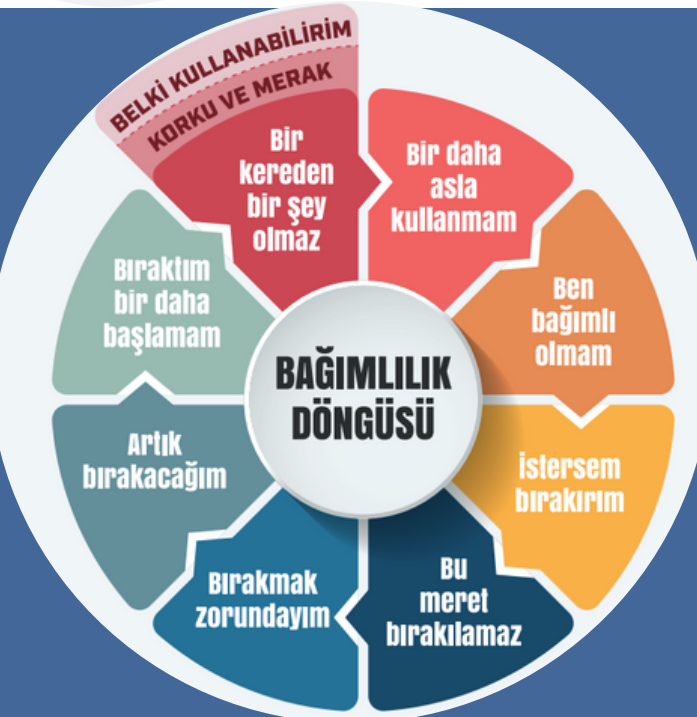 BELKİ KULLANABİLİRİM
KORKU VE MERAK
Bir
kereden
bir şey
olmaz
Bir daha
asla
kullanmam
Ben
bağımlı
olmam
istersem
bırakırım
Bu
meret
bırakılamaz
Bırakmak
zorundayım
Artık
bırakacağım
Bıraktım
bir daha
başlamam
BAĞIMLILIK
DÖNGÜSÜ